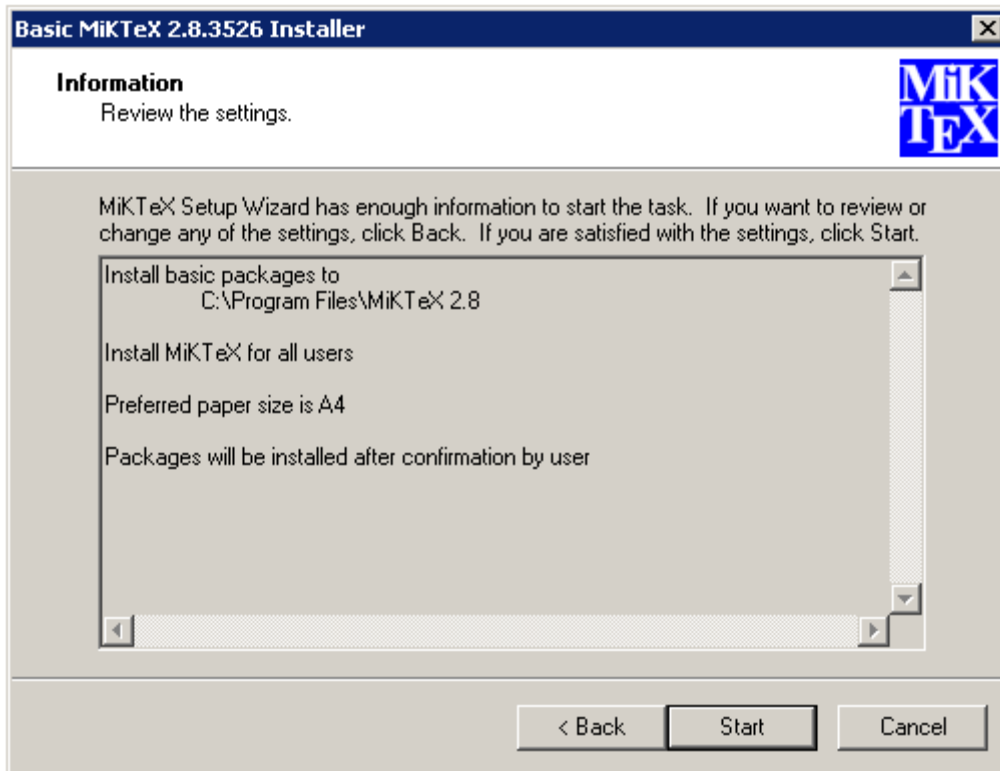 Basic MiKTeX 2.8.3526 Installer
Information
Review the settings.
MiK
TEX
MiKTeX Setup Wizard has enough information to start the task.  If you want to review or
change any of the settings, click Back.  If you are satisfied with the settings, click Start.
Install basic packages to
C:\Program Files\MiKTeX 2.8
Install MiKTeX for all users
Preferred paper size is A4
Packages will be installed after confirmation by user
< Back Start Cancel